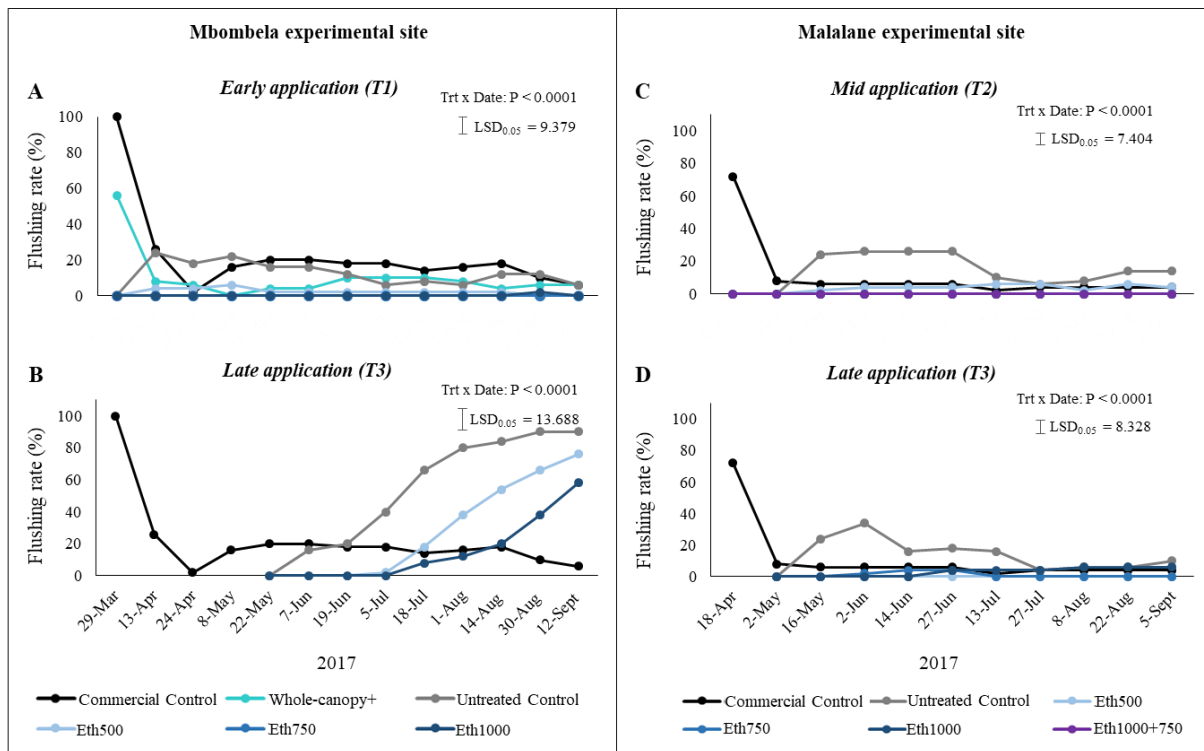 Mbombela experimental site
A
Early application (T1)
Trt x Date: P < 0.0001
LSD0.05 = 9.379
100
80
60
40
20
0
Flushing rate (%)
B
Late application (T3)
Trt x Date: P < 0.0001
LSD0.05 = 13.688
100
80
60
40
20
0
Flushing rate (%)
29-Mar
13-Apr
24-Apr
8-May
22-May
7-Jun
19-Jun
5-Jul
18-Jul
1-Aug
14-Aug
30-Aug
12-Sept
2017
Commercial Control Whole-canopy+ Untreated Control
Eth500 Eth750 Eth1000
Malalane experimental site
C
Mid application (T2)
Trt x Date: P < 0.0001
LSD0.05 = 7.404
100
80
60
40
20
0
Flushing rate (%)
D
Late application (T3)
Trt x Date: P < 0.0001
LSD0.05 = 8.328
100
80
60
40
20
0
Flushing rate (%)
18-Apr
2-May
16-May
2-Jun
14-Jun
27-Jun
13-Jul
27-Jul
8-Aug
22-Aug
5-Sept
2017
Commercial Control Untreated Control Eth500
Eth750 Eth1000 Eth1000+750